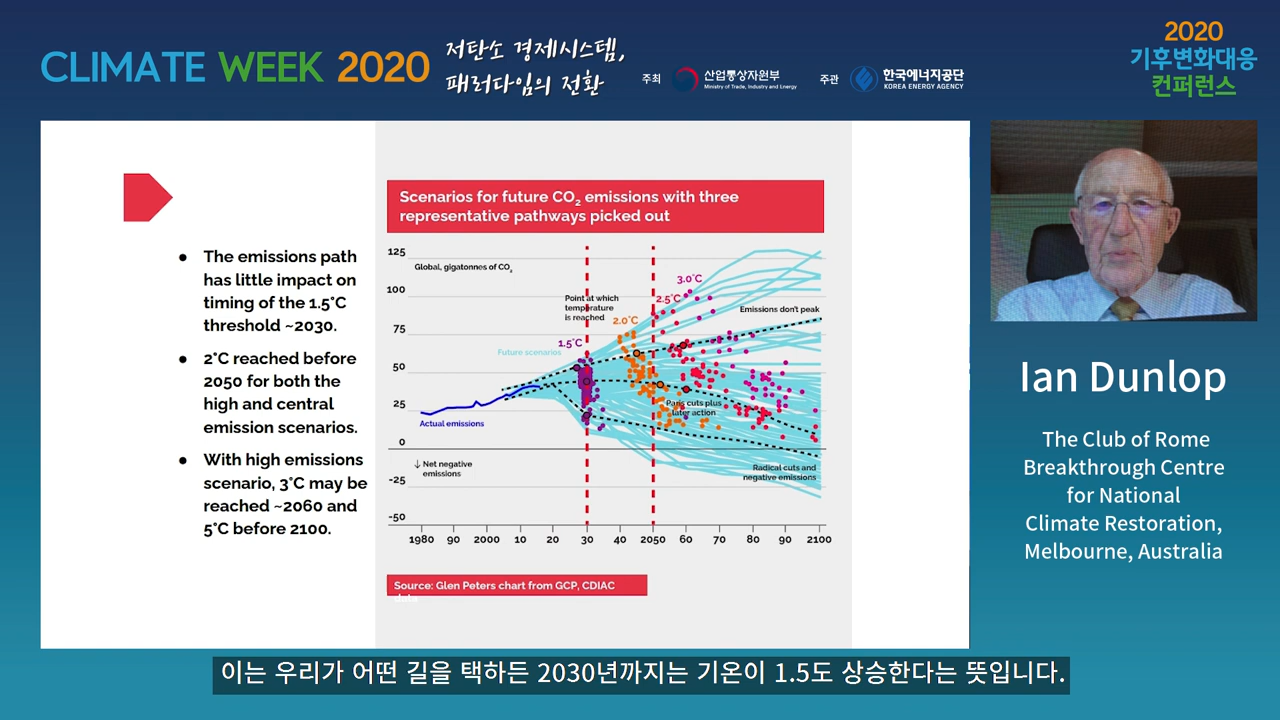 CLIMATE WEEK 2020
저탄소 경제시스템,
패러다임의 전환
주최
산업통상자원부
Ministry of Trade, Industry and Energy
주관
한국에너지공단
KOREA ENERGY AGENCY
2020
기후변화대응
컨퍼런스
● The emissions path
has little impact on
timing of the 1.5°C
threshold ~2030.
● 2°C reached before
2050 for both the
high and central
emission scenarios.
● With high emissions
scenario, 3°C may be
reached ~2060 and
5°C before 2100.
Scenarios for future CO₂ emissions with three
representative pathways picked out
125
Global, gigatonnes of CO₂
100
75
50
25
0
-25
-50
Point at which
temperature
is reached
1.5°C
2.0°C
2.5°C
3.0°C
Emissions don't peak
Future scenarios
Actual emissions
Paris cuts plus
later action
↓ Net negative
emissions
Radical cuts and
negative emissions
1980 90 2000 10 20 30 40 2050 60 70 80 90 2100
Source: Glen Peters chart from GCP, CDIAC
data
Ian Dunlop
The Club of Rome
Breakthrough Centre
for National
Climate Restoration,
Melbourne, Australia
이는 우리가 어떤 길을 택하든 2030년까지는 기온이 1.5도 상승한다는 뜻입니다.